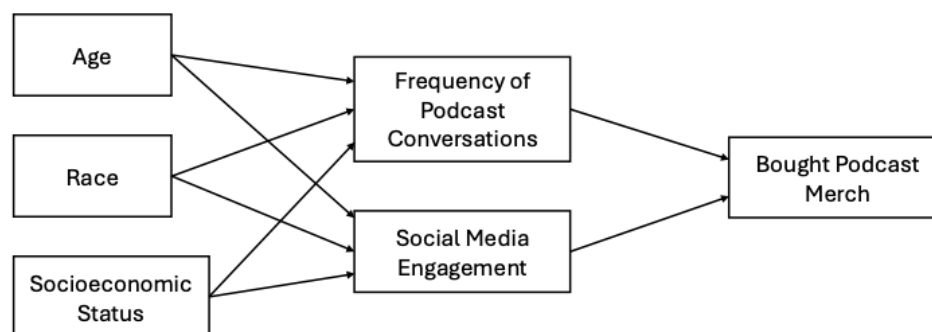 Age
Race
Socioeconomic
Status
Frequency of
Podcast
Conversations
Social Media
Engagement
Bought Podcast
Merch